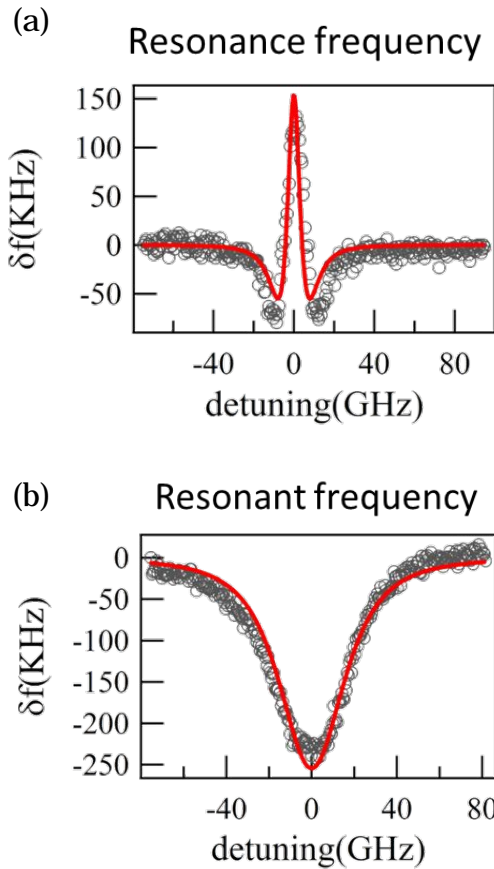 (a)
Resonance frequency
150
100
50
0
-50
δf(KHz)
-40 0 40 80
detuning(GHz)
(b)
Resonant frequency
0
-50
-100
-150
-200
-250
δf(KHz)
-40 0 40 80
detuning(GHz)